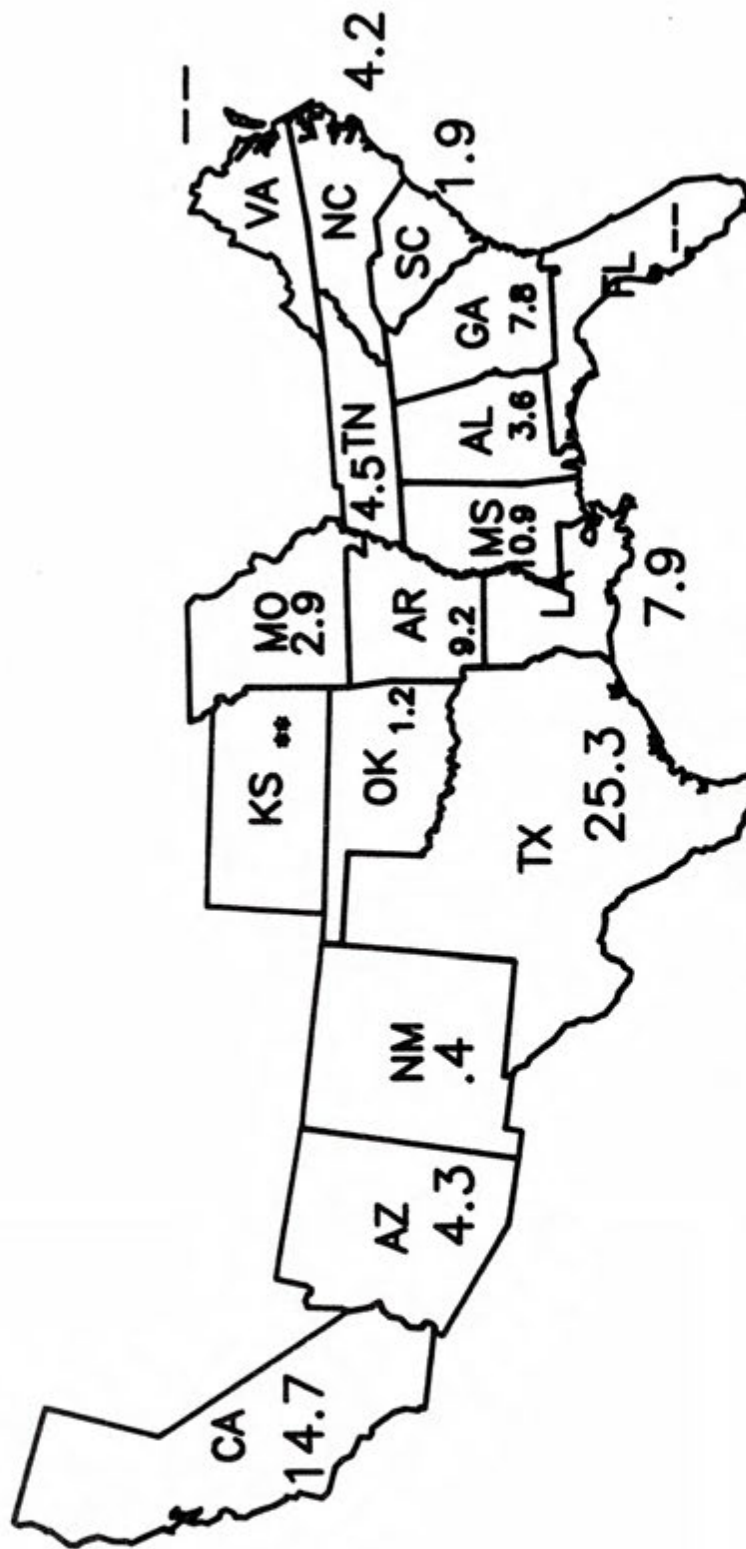 CA
14.7
AZ
4.3
NM
.4
KS **
OK 1.2
TX
25.3
MO
2.9
AR
9.2
LA
7.9
MS
10.9
4.5 TN
AL
3.6
GA
7.8
FL --
SC
1.9
NC
4.2
VA
--